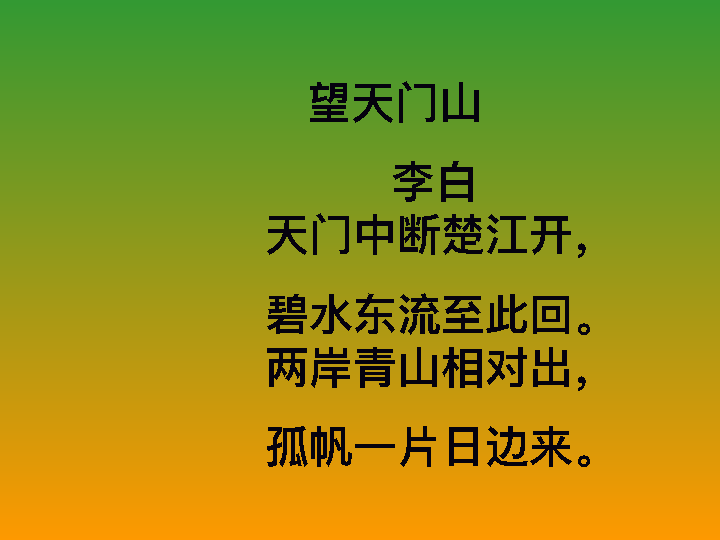 望天门山
李白
天门中断楚江开，
碧水东流至此回。
两岸青山相对出，
孤帆一片日边来。